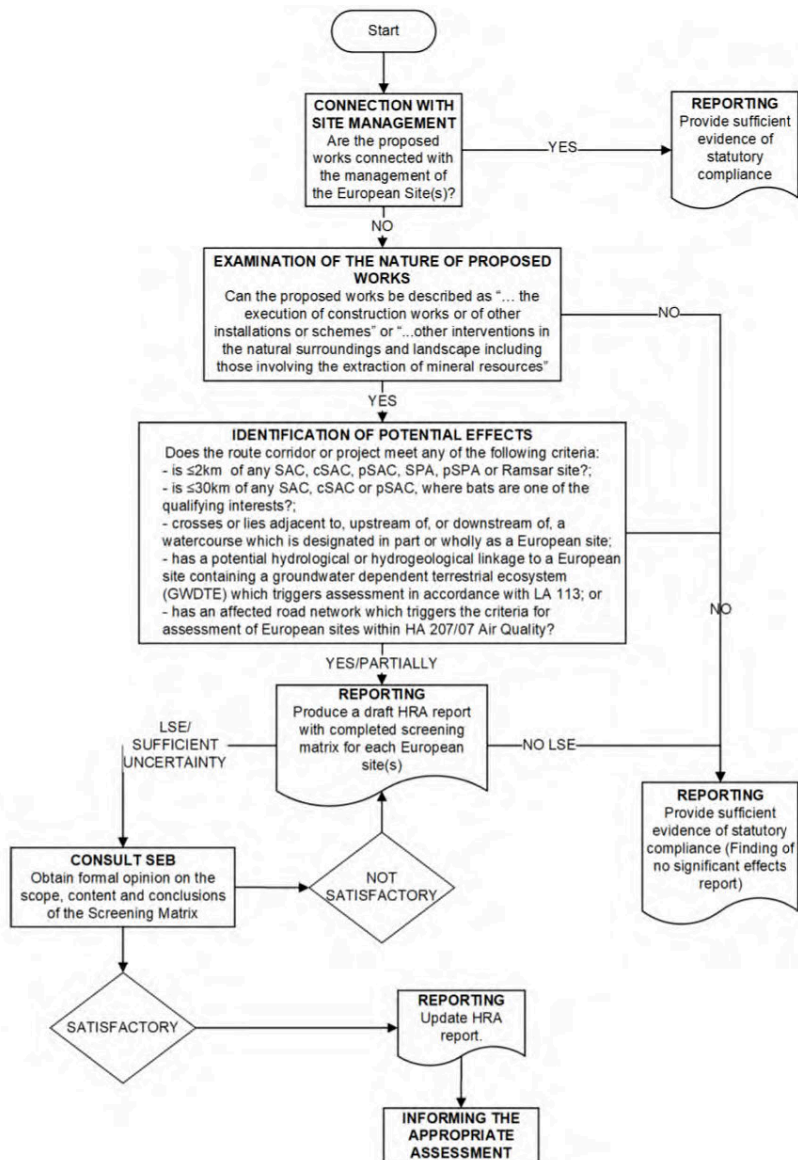 Start
CONNECTION WITH
SITE MANAGEMENT
Are the proposed
works connected with
the management of
the European Site(s)?
YES
REPORTING
Provide sufficient
evidence of
statutory
compliance
NO
EXAMINATION OF THE NATURE OF PROPOSED
WORKS
Can the proposed works be described as “... the
execution of construction works or of other
installations or schemes” or “...other interventions in
the natural surroundings and landscape including
those involving the extraction of mineral resources”
NO
YES
IDENTIFICATION OF POTENTIAL EFFECTS
Does the route corridor or project meet any of the following criteria:
- is ≤2km of any SAC, cSAC, pSAC, SPA, pSPA or Ramsar site?;
- is ≤30km of any SAC, cSAC or pSAC, where bats are one of the
qualifying interests?;
- crosses or lies adjacent to, upstream of, or downstream of, a
watercourse which is designated in part or wholly as a European site;
- has a potential hydrological or hydrogeological linkage to a European
site containing a groundwater dependent terrestrial ecosystem
(GWDTE) which triggers assessment in accordance with LA 113; or
- has an affected road network which triggers the criteria for
assessment of European sites within HA 207/07 Air Quality?
NO
YES/PARTIALLY
REPORTING
Produce a draft HRA report
with completed screening
matrix for each European
site(s)
LSE/
SUFFICIENT
UNCERTAINTY
NO LSE
REPORTING
Provide sufficient
evidence of statutory
compliance (Finding of
no significant effects
report)
CONSULT SEB
Obtain formal opinion on the
scope, content and conclusions
of the Screening Matrix
NOT
SATISFACTORY
SATISFACTORY
REPORTING
Update HRA
report.
INFORMING THE
APPROPRIATE
ASSESSMENT